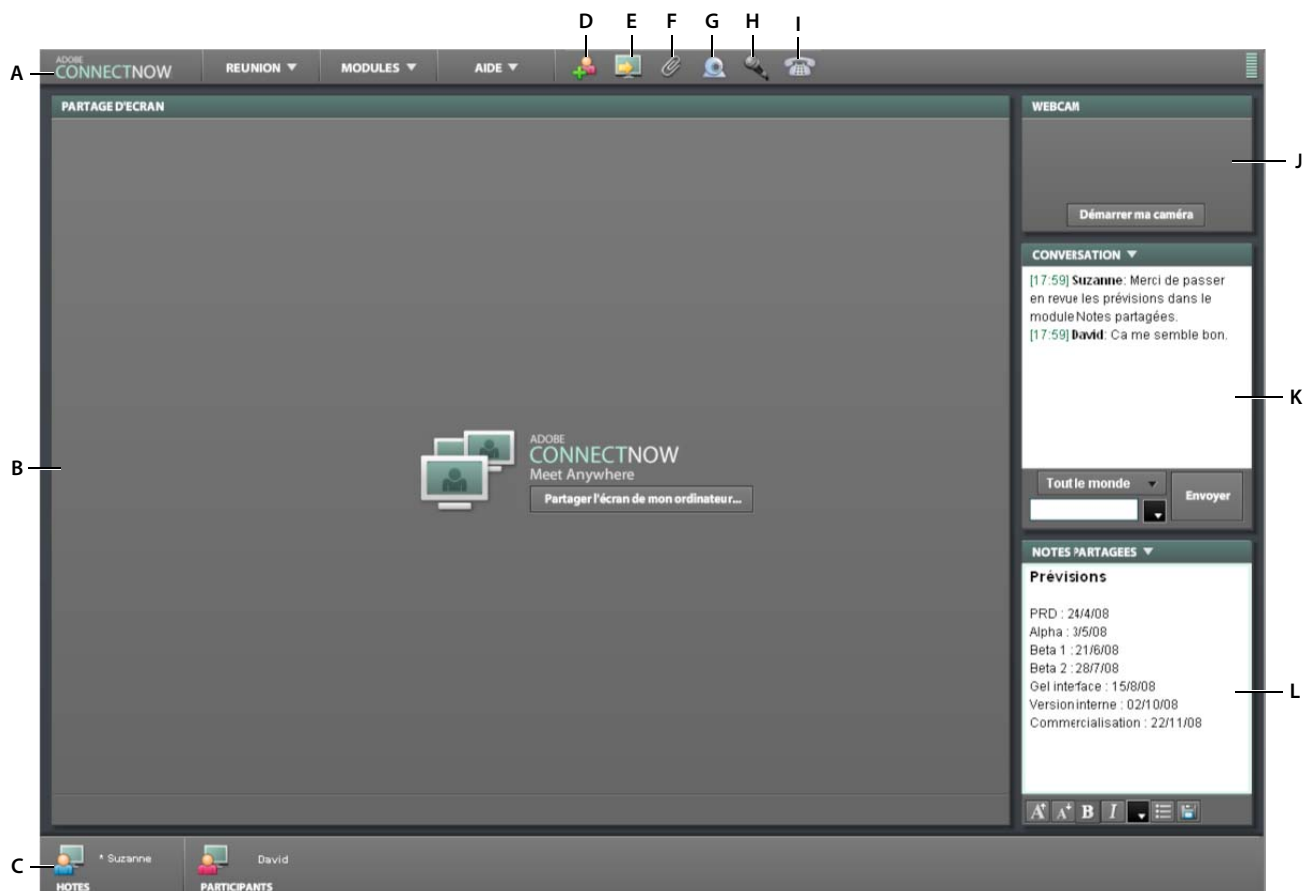 D E F G H I
A
ADOBE
CONNECTNOW
REUNION
MODULES
AIDE
PARTAGE D'ECRAN
WEBCAM
J
Démarrer ma caméra
CONVERSATION
[17:59] Suzanne: Merci de passer
en revue les prévisions dans le
module Notes partagées.
[17:59] David: Ca me semble bon.
K
B
ADOBE
CONNECTNOW
Meet Anywhere
Partager l'écran de mon ordinateur...
Tout le monde
Envoyer
NOTES PARTAGEES
Prévisions
PRD : 24/4/08
Alpha : 3/5/08
Beta 1 : 21/6/08
Beta 2 : 28/7/08
Gel interface : 15/8/08
Version interne : 02/10/08
Commercialisation : 22/11/08
L
A A B I
C
* Suzanne
HOTES
David
PARTICIPANTS